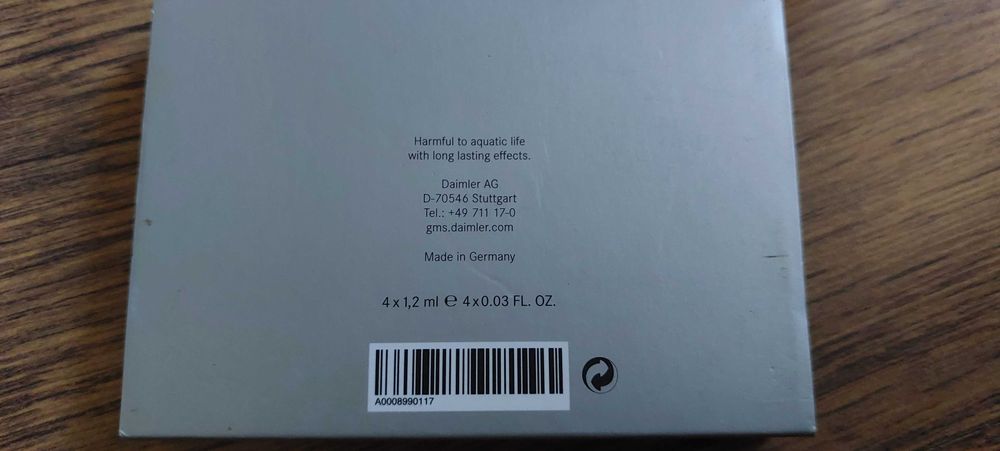 Harmful to aquatic life
with long lasting effects.
Daimler AG
D-70546 Stuttgart
Tel.: +49 711 17-0
gms.daimler.com
Made in Germany
4 x 1,2 ml ℮ 4 x 0.03 FL. OZ.
A0008990117